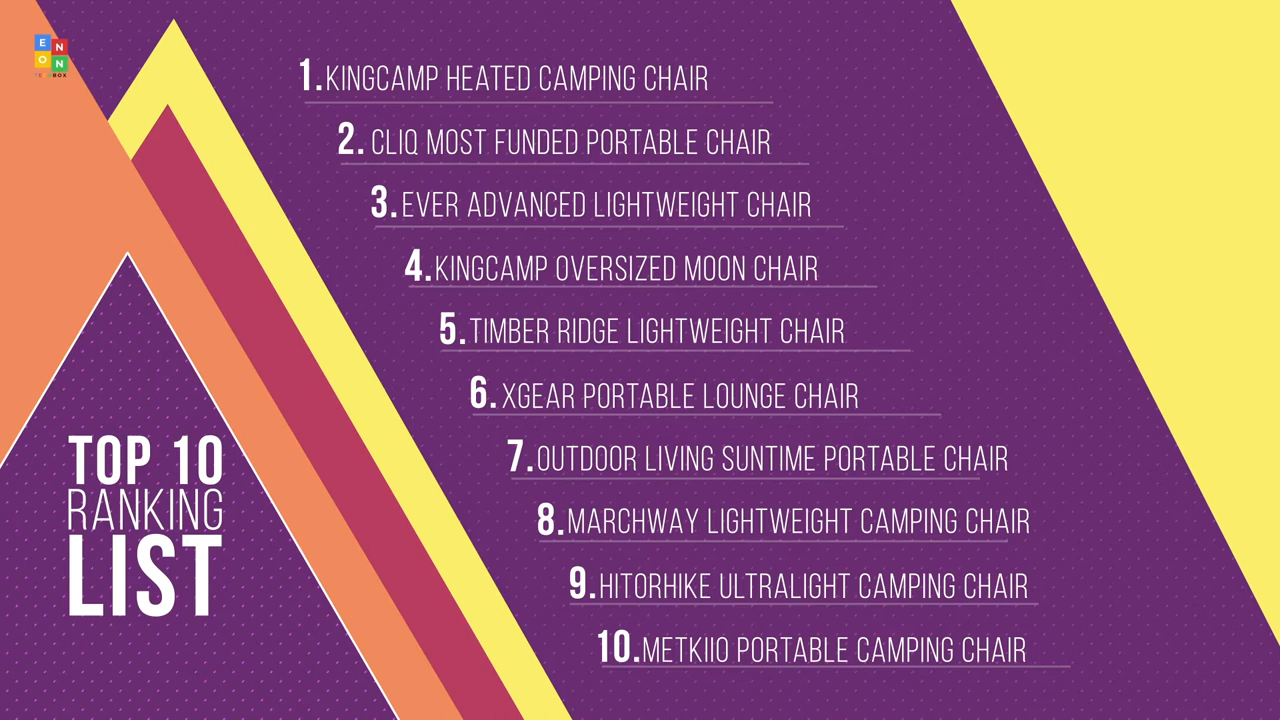 E N
O N
TECHBOX
1. KINGCAMP HEATED CAMPING CHAIR
2. CLIQ MOST FUNDED PORTABLE CHAIR
3. EVER ADVANCED LIGHTWEIGHT CHAIR
4. KINGCAMP OVERSIZED MOON CHAIR
5. TIMBER RIDGE LIGHTWEIGHT CHAIR
6. XGEAR PORTABLE LOUNGE CHAIR
7. OUTDOOR LIVING SUNTIME PORTABLE CHAIR
8. MARCHWAY LIGHTWEIGHT CAMPING CHAIR
9. HITORHIKE ULTRALIGHT CAMPING CHAIR
10. METKIIO PORTABLE CAMPING CHAIR
TOP 10
RANKING
LIST